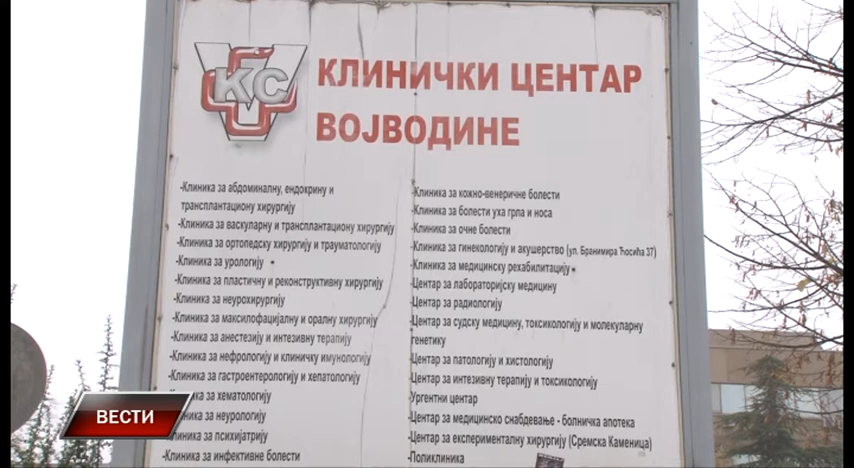 КСV
КЛИНИЧКИ ЦЕНТАР
ВОЈВОДИНЕ
-Клиника за абдоминалну, ендокрину и
трансплантациону хирургију
-Клиника за васкуларну и трансплантациону хирургију
-Клиника за ортопедску хирургију и трауматологију
-Клиника за урологију
-Клиника за пластичну и реконструктивну хирургију
-Клиника за неурохирургију
-Клиника за максилофацијалну и оралну хирургију
-Клиника за анестезију и интезивну терапију
-Клиника за нефрологију и клиничку имунологију
-Клиника за гастроентерологију и хепатологију
за хематологију
за неурологију
за психијатрију
-Клиника за инфективне болести
-Клиника за кожно-венеричне болести
-Клиника за болести уха грла и носа
-Клиника за очне болести
-Клиника за гинекологију и акушерство (ул. Бранимира Ћосића 37)
-Клиника за медицинску рехабилитацију
-Центар за лабораторијску медицину
-Центар за радиологију
-Центар за судску медицину, токсикологију и молекуларну
генетику
-Центар за патологију и хистологију
-Центар за интезивну терапију и токсикологију
-Ургентни центар
-Центар за медицинско снабдевање - болничка апотека
-Центар за експерименталну хирургију (Сремска Каменица)
-Поликлиника
ВЕСТИ